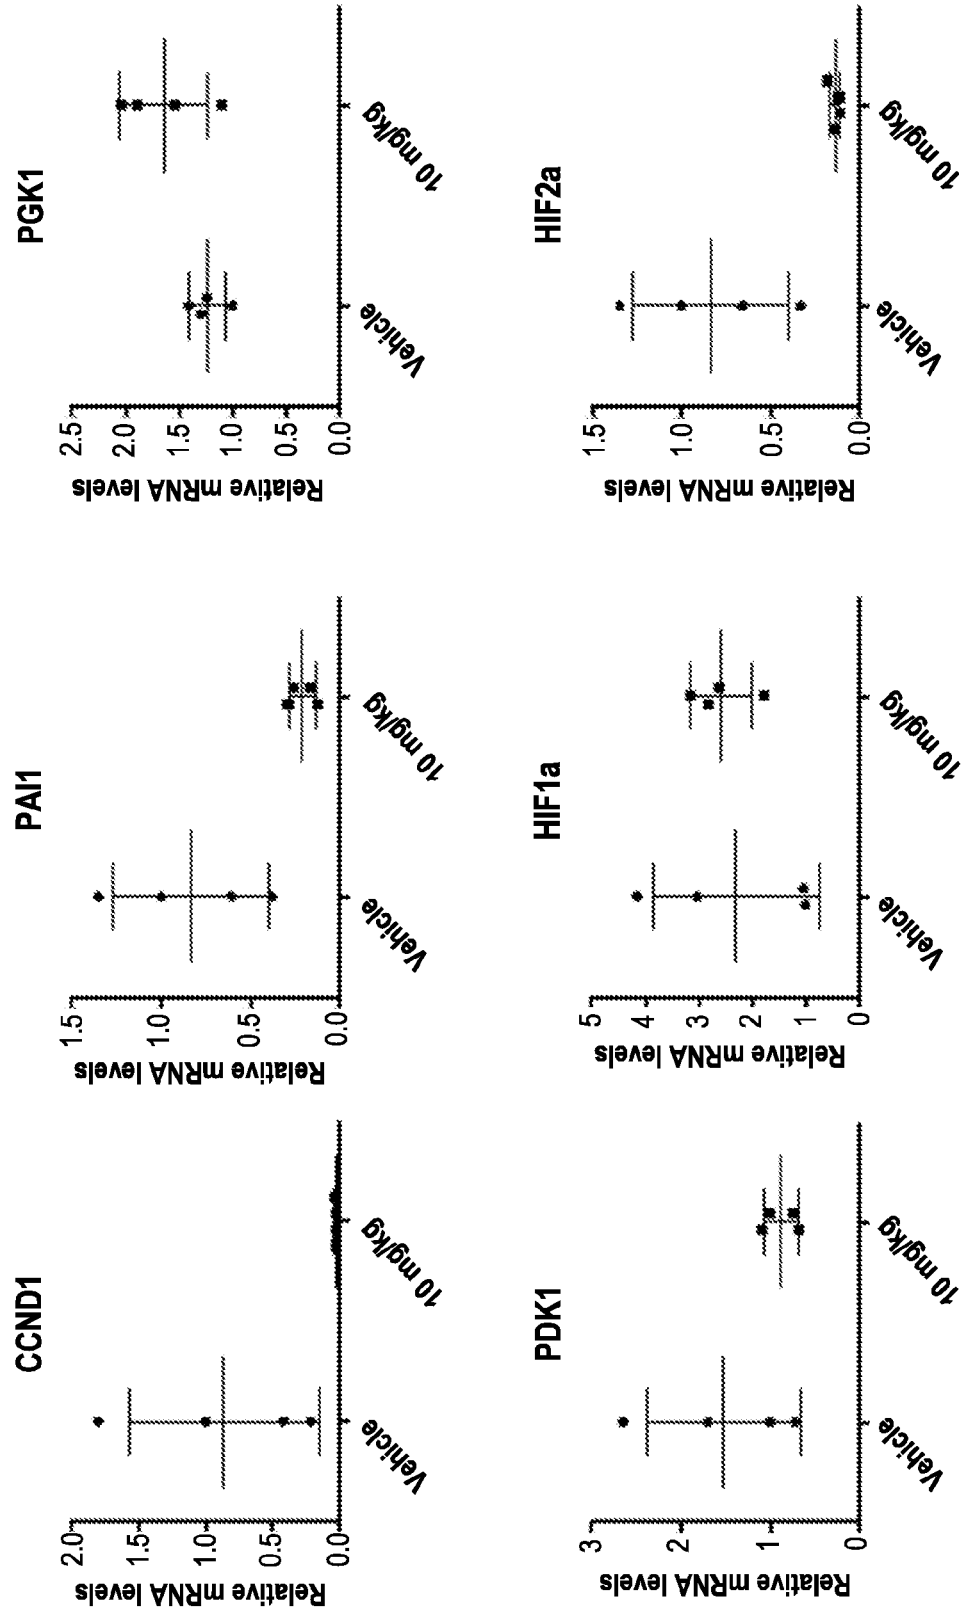 CCND1
Relative mRNA levels
2.0
1.5
1.0
0.5
0.0
Vehicle
10 mg/kg
PAI1
Relative mRNA levels
1.5
1.0
0.5
0.0
Vehicle
10 mg/kg
PGK1
Relative mRNA levels
2.5
2.0
1.5
1.0
0.5
0.0
Vehicle
10 mg/kg
PDK1
Relative mRNA levels
3
2
1
0
Vehicle
10 mg/kg
HIF1a
Relative mRNA levels
5
4
3
2
1
0
Vehicle
10 mg/kg
HIF2a
Relative mRNA levels
1.5
1.0
0.5
0.0
Vehicle
10 mg/kg